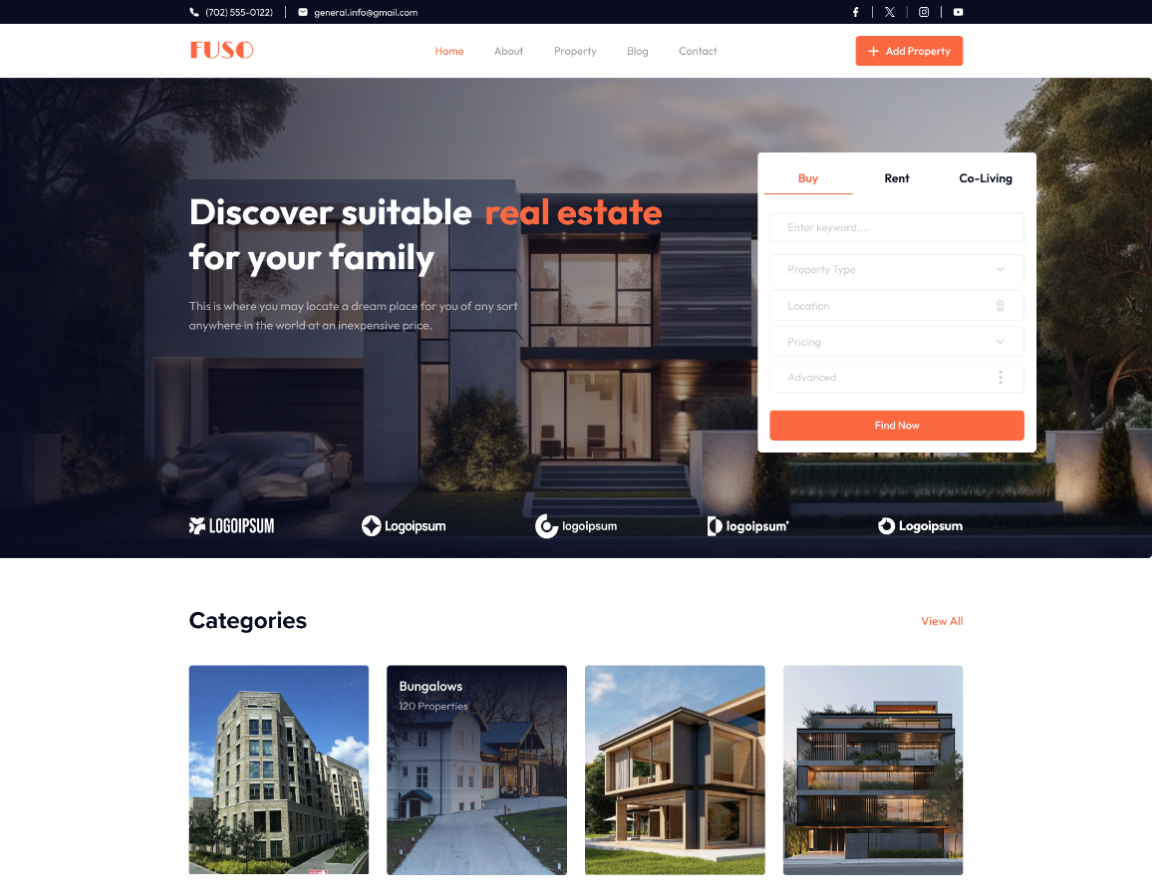 (702) 555-0122)
general.info@gmail.com
FUSO
Home
About
Property
Blog
Contact
Add Property
Discover suitable real estate
for your family
This is where you may locate a dream place for you of any sort
anywhere in the world at an inexpensive price.
Buy
Rent
Co-Living
Enter keyword....
Property Type
Location
Pricing
Advanced
Find Now
LOGOIPSUM
Logoipsum
logoipsum
logoipsum
Logoipsum
Categories
View All
Bungalows
120 Properties